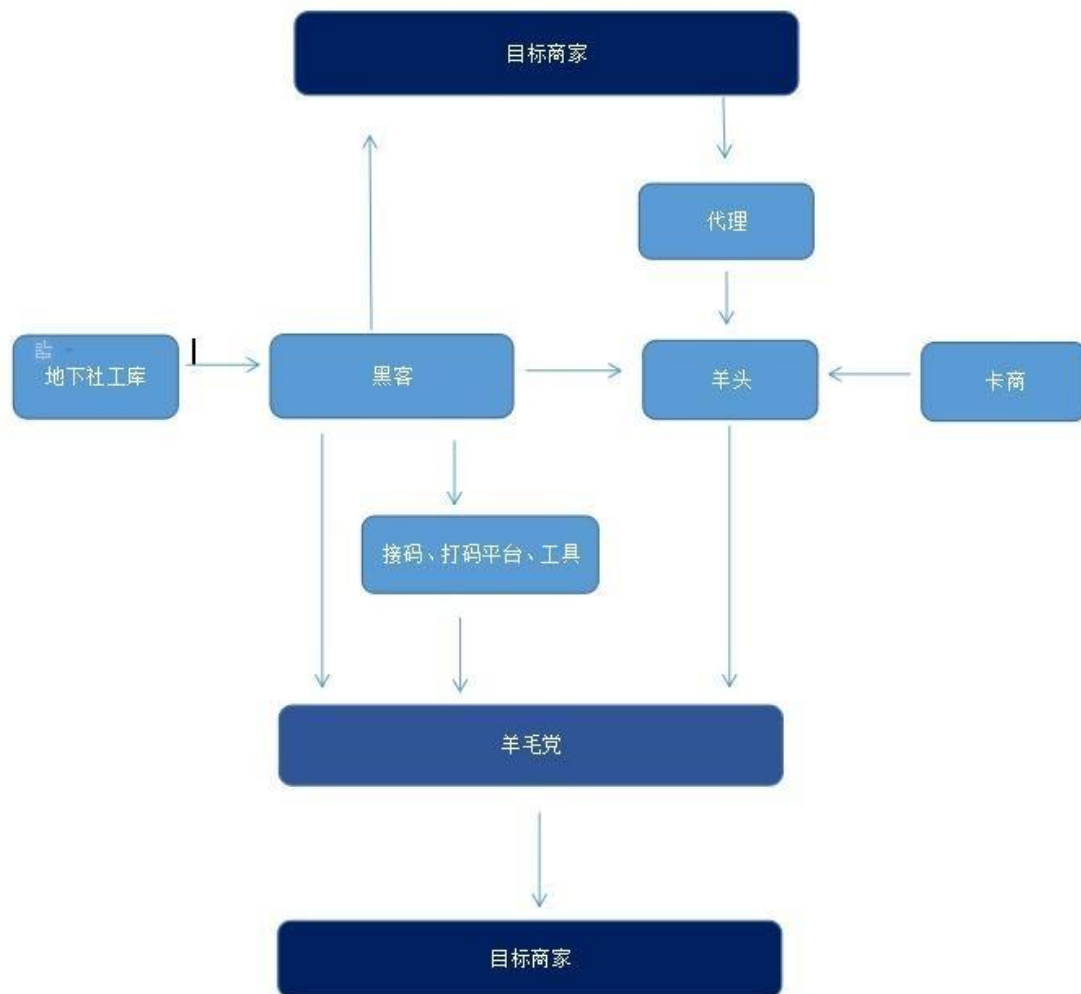 目标商家
代理
地下社工库
黑客
羊头
卡商
接码、打码平台、工具
羊毛党
目标商家